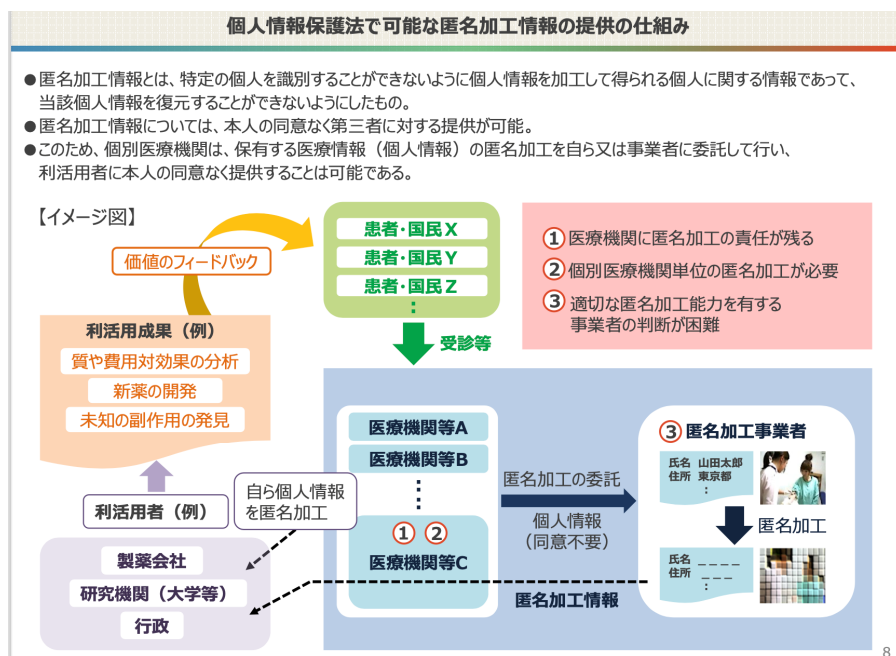 個人情報保護法で可能な匿名加工情報の提供の仕組み
●匿名加工情報とは、特定の個人を識別することができないように個人情報を加工して得られる個人に関する情報であって、
当該個人情報を復元することができないようにしたもの。
●匿名加工情報については、本人の同意なく第三者に対する提供が可能。
●このため、個別医療機関は、保有する医療情報（個人情報）の匿名加工を自ら又は事業者に委託して行い、
利活用者に本人の同意なく提供することは可能である。
【イメージ図】
価値のフィードバック
患者・国民X
患者・国民Y
患者・国民Z
：
受診等
① 医療機関に匿名加工の責任が残る
② 個別医療機関単位の匿名加工が必要
③ 適切な匿名加工能力を有する
事業者の判断が困難
利活用成果（例）
質や費用対効果の分析
新薬の開発
未知の副作用の発見
利活用者（例）
製薬会社
研究機関（大学等）
行政
自ら個人情報
を匿名加工
医療機関等A
医療機関等B
① ②
医療機関等C
匿名加工の委託
個人情報
（同意不要）
匿名加工情報
③ 匿名加工事業者
氏名 山田太郎
住所 東京都
：
匿名加工
氏名 ＿＿＿＿
住所 ＿＿＿
：
8